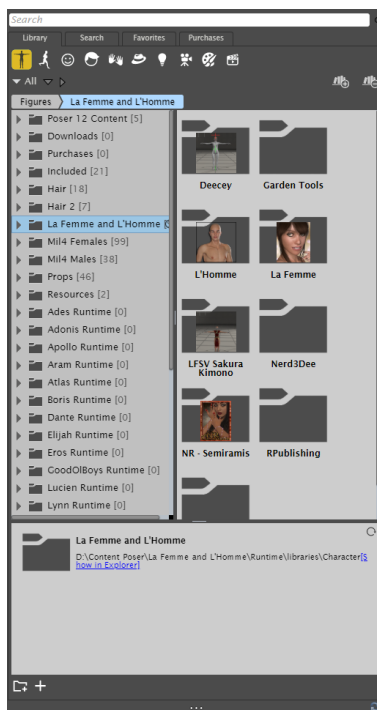 Search
Library Search Favorites Purchases
All
Figures La Femme and L'Homme
Poser 12 Content [5]
Downloads [0]
Purchases [0]
Included [21]
Hair [18]
Hair 2 [7]
La Femme and L'Homme
Mil4 Females [99]
Mil4 Males [38]
Props [46]
Resources [2]
Ades Runtime [0]
Adonis Runtime [0]
Apollo Runtime [0]
Aram Runtime [0]
Atlas Runtime [0]
Boris Runtime [0]
Dante Runtime [0]
Elijah Runtime [0]
Eros Runtime [0]
GoodOlBoys Runtime [0]
Lucien Runtime [0]
Lynn Runtime [0]
Deecey Garden Tools
L'Homme La Femme
LFSV Sakura
Kimono
Nerd3Dee
NR - Semiramis RPublishing
La Femme and L'Homme
D:\Content Poser\La Femme and L'Homme\Runtime\libraries\Character[S
how in Explorer]